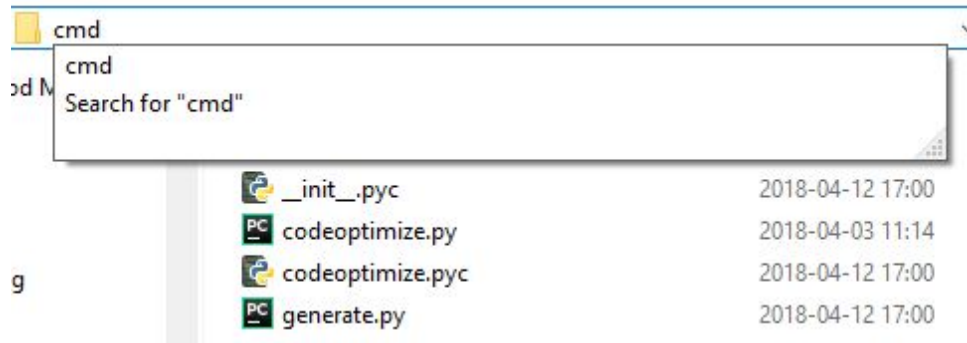 cmd
cmd
od M
Search for "cmd"
__init__.pyc 2018-04-12 17:00
codeoptimize.py 2018-04-03 11:14
g
codeoptimize.pyc 2018-04-12 17:00
generate.py 2018-04-12 17:00